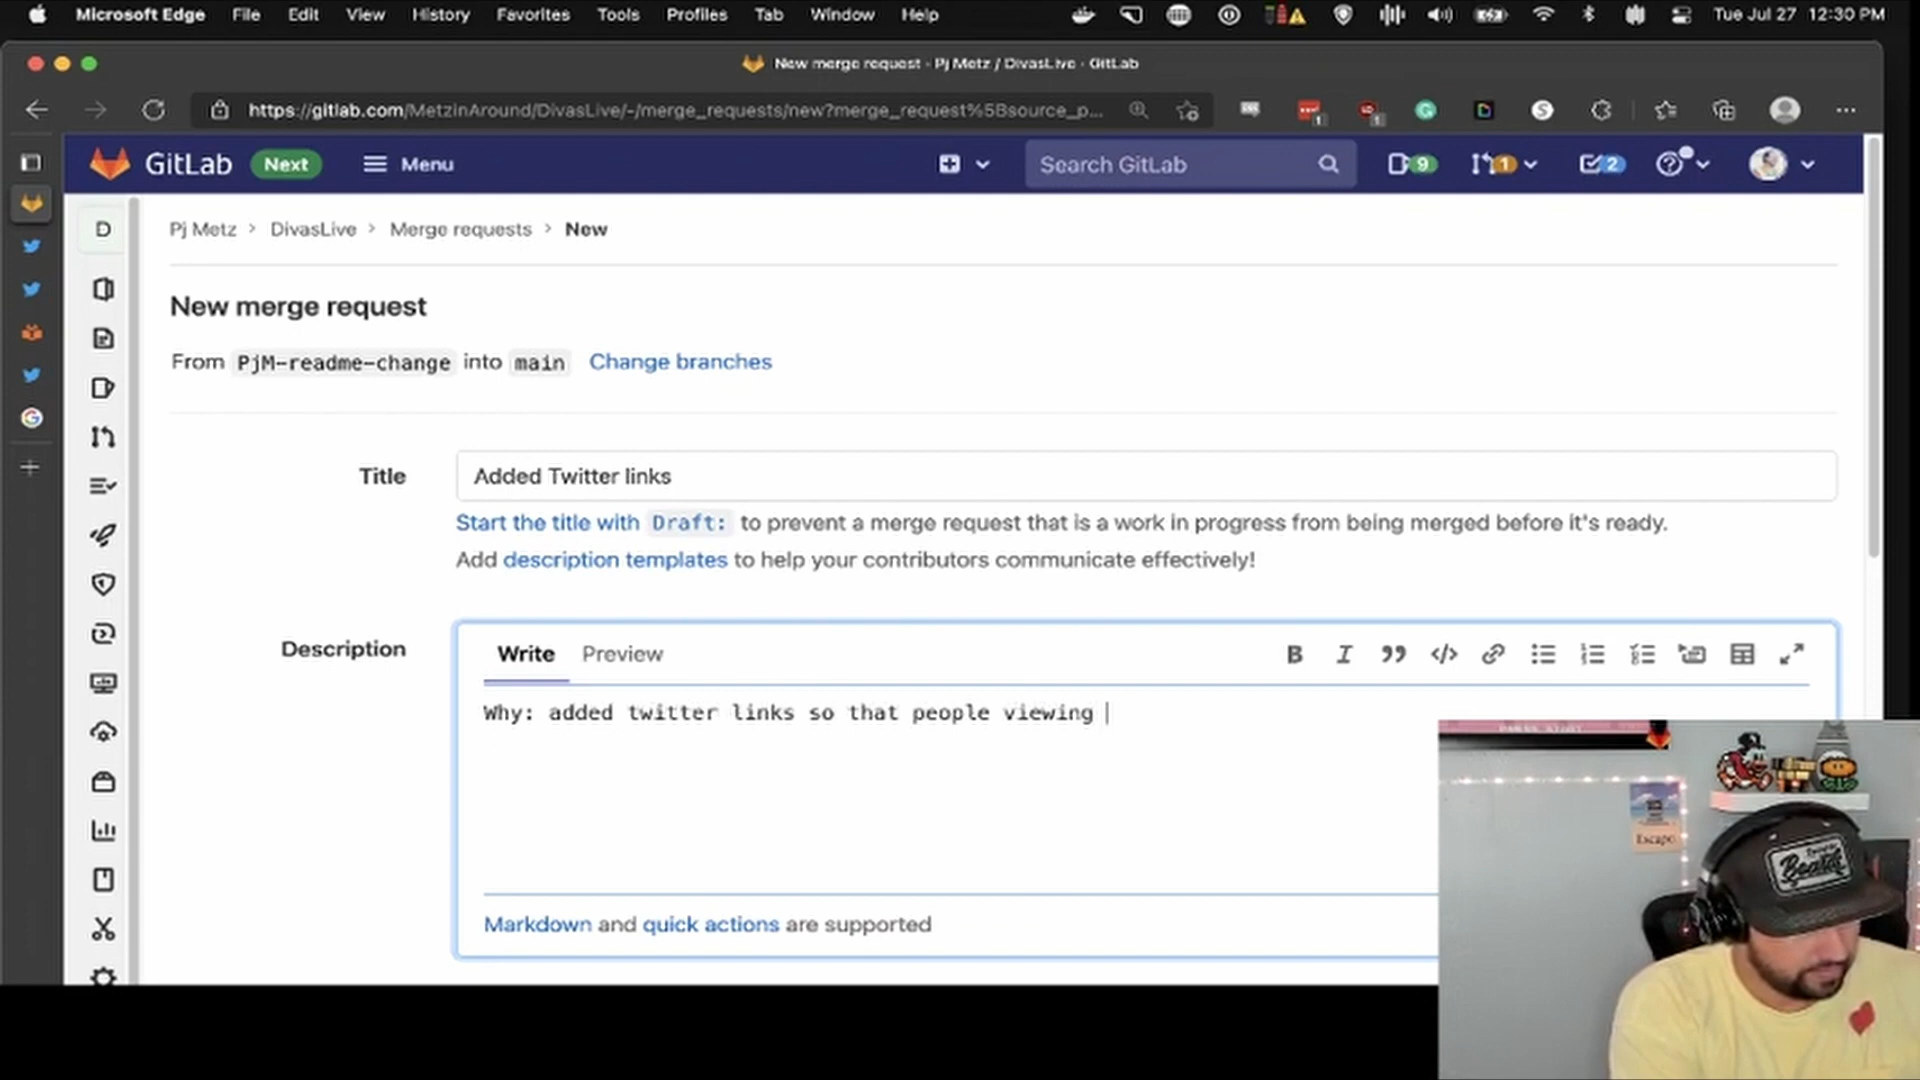 Microsoft Edge File Edit View History Favorites Tools Profiles Tab Window Help Tue Jul 27 12:30 PM
New merge request · Pj Metz / DivasLive · GitLab
https://gitlab.com/MetzinAround/DivasLive/-/merge_requests/new?merge_request%5Bsource_p...
GitLab Next Menu Search GitLab 9 1 2
Pj Metz > DivasLive > Merge requests > New
D
New merge request
From PjM-readme-change into main Change branches
Title Added Twitter links
Start the title with Draft: to prevent a merge request that is a work in progress from being merged before it's ready.
Add description templates to help your contributors communicate effectively!
Description Write Preview
Why: added twitter links so that people viewing
Markdown and quick actions are supported
Escape